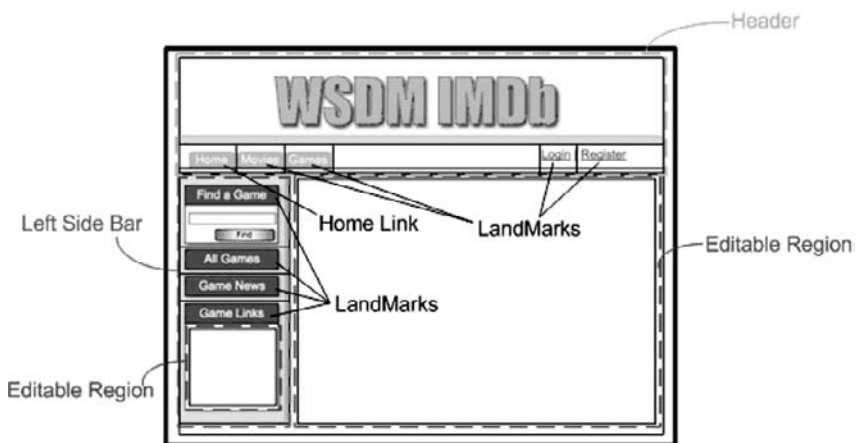 Header
WSDM IMDb
Home Movies Games Login Register
Find a Game
Find
All Games
Game News
Game Links
Left Side Bar
Home Link
LandMarks
Editable Region
LandMarks
Editable Region